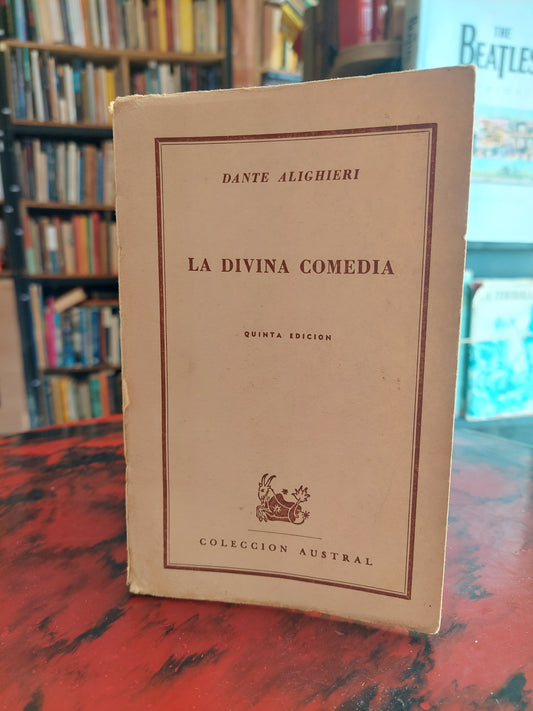 DANTE ALIGHIERI
LA DIVINA COMEDIA
QUINTA EDICION
COLECCION AUSTRAL
THE
BEATLES